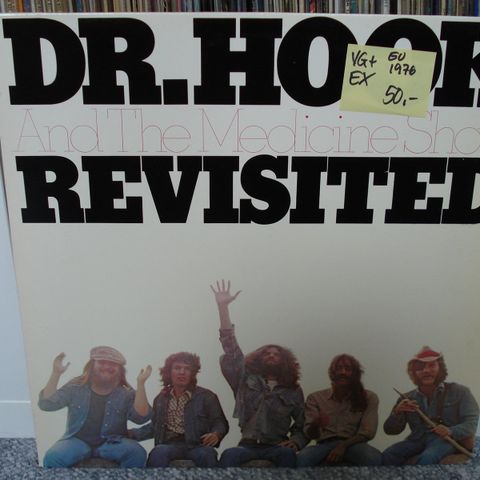 DR. HOOK
And The Medicine Sho
REVISITED
VG+ EU
EX 1976
50,-